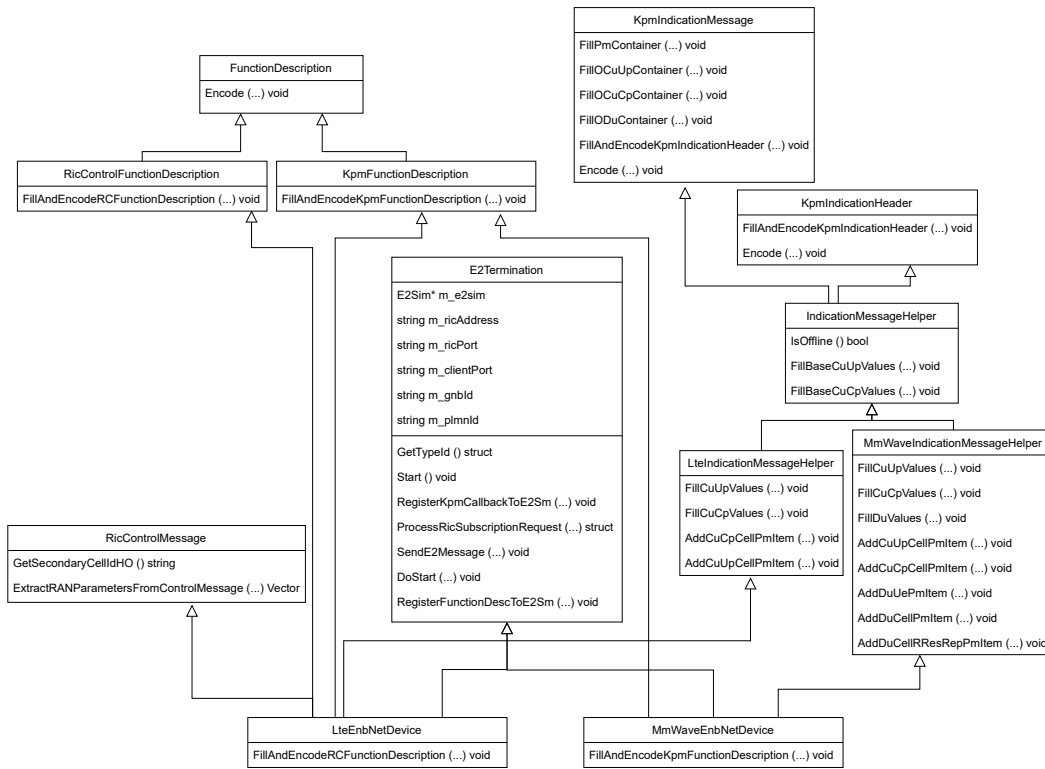 KpmIndicationMessage
FillPmContainer (...) void
FillOCuUpContainer (...) void
FillOCuCpContainer (...) void
FillODuContainer (...) void
FillAndEncodeKpmIndicationHeader (...) void
Encode (...) void
FunctionDescription
Encode (...) void
RicControlFunctionDescription
FillAndEncodeRCFunctionDescription (...) void
KpmFunctionDescription
FillAndEncodeKpmFunctionDescription (...) void
KpmIndicationHeader
FillAndEncodeKpmIndicationHeader (...) void
Encode (...) void
E2Termination
E2Sim* m_e2sim
string m_ricAddress
string m_ricPort
string m_clientPort
string m_gnbId
string m_plmnId
GetTypeId () struct
Start () void
RegisterKpmCallbackToE2Sm (...) void
ProcessRicSubscriptionRequest (...) struct
SendE2Message (...) void
DoStart (...) void
RegisterFunctionDescToE2Sm (...) void
IndicationMessageHelper
IsOffline () bool
FillBaseCuUpValues (...) void
FillBaseCuCpValues (...) void
LteIndicationMessageHelper
FillCuUpValues (...) void
FillCuCpValues (...) void
AddCuCpCellPmItem (...) void
AddCuUpCellPmItem (...) void
MmWaveIndicationMessageHelper
FillCuUpValues (...) void
FillCuCpValues (...) void
FillDuValues (...) void
AddCuUpCellPmItem (...) void
AddCuCpCellPmItem (...) void
AddDuUePmItem (...) void
AddDuCellPmItem (...) void
AddDuCellRResRepPmItem (...) void
RicControlMessage
GetSecondaryCellIdHO () string
ExtractRANParametersFromControlMessage (...) Vector
LteEnbNetDevice
FillAndEncodeRCFunctionDescription (...) void
MmWaveEnbNetDevice
FillAndEncodeKpmFunctionDescription (...) void